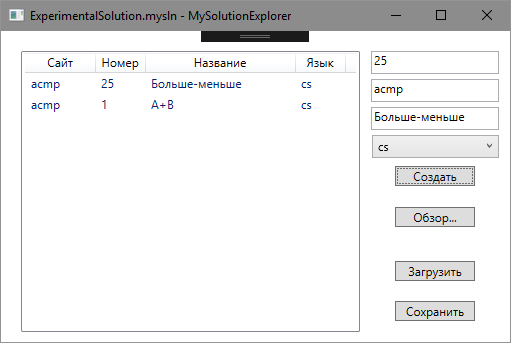 ExperimentalSolution.mysln - MySolutionExplorer
Сайт Номер Название Язык
acmp 25 Больше-меньше cs
acmp 1 A+B cs
25
acmp
Больше-меньше
cs
Создать
Обзор...
Загрузить
Сохранить